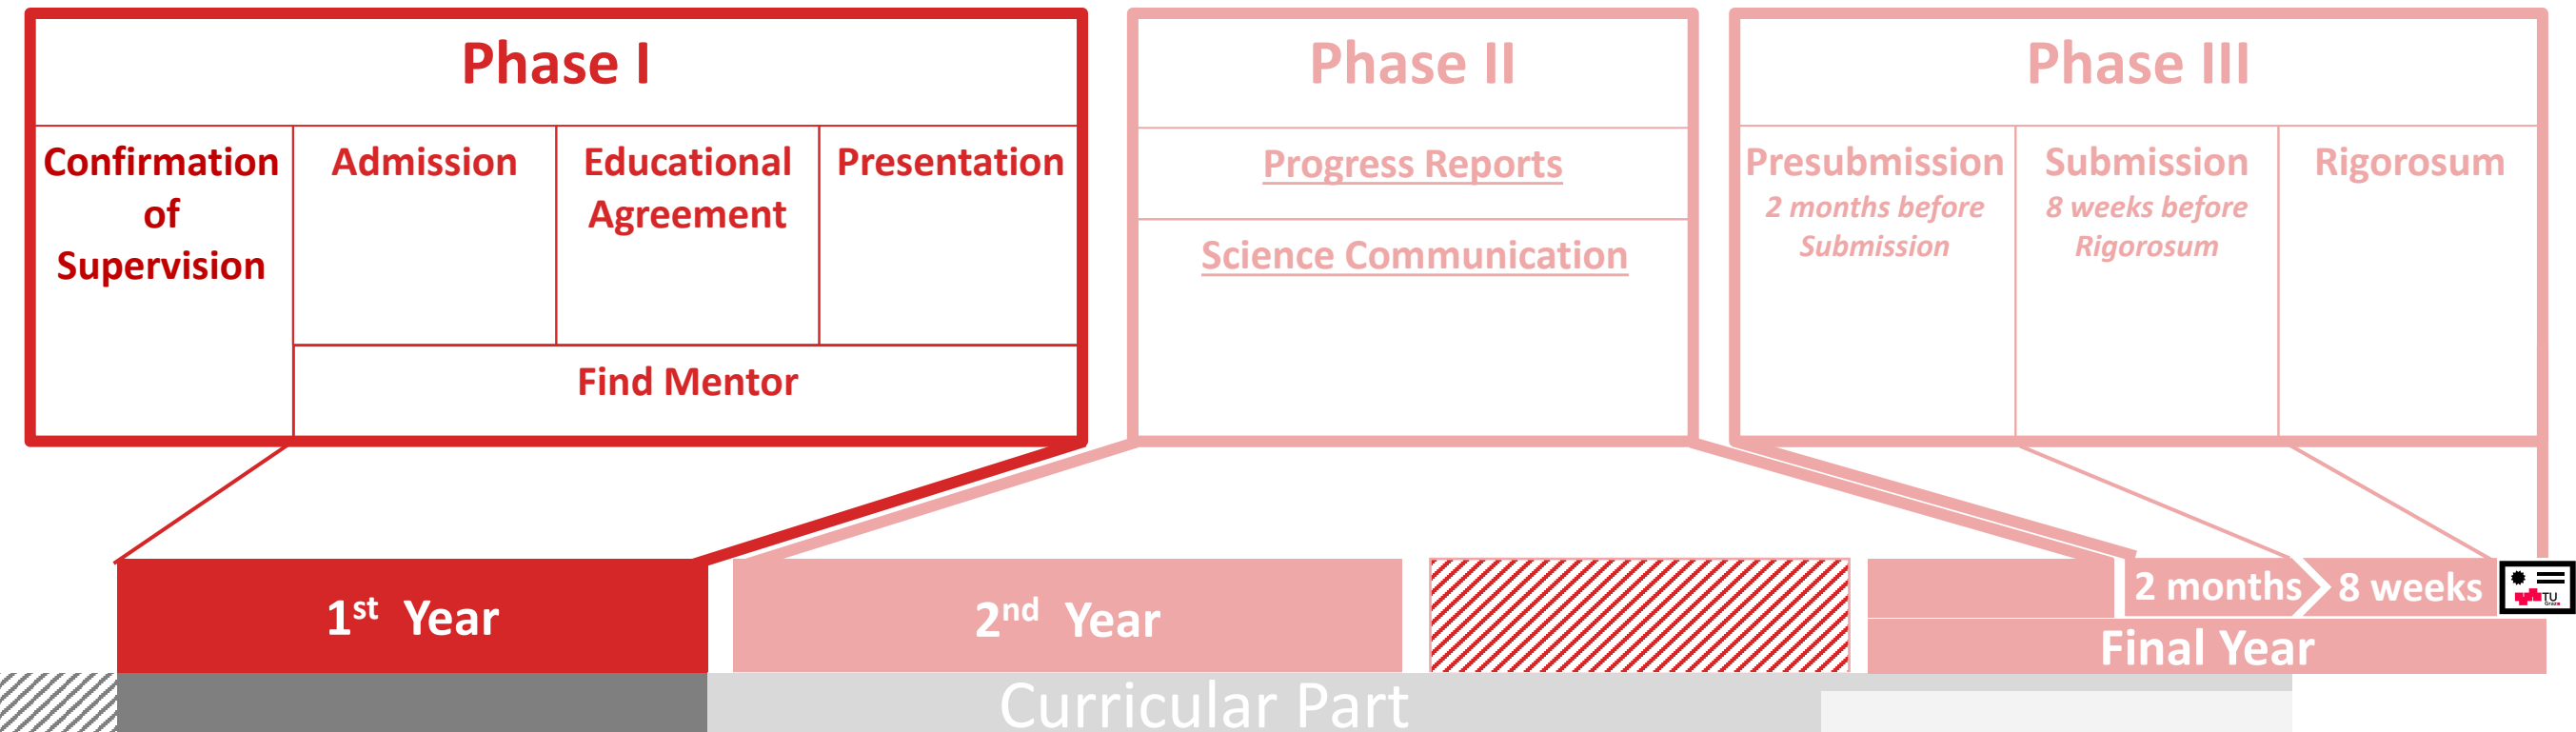 Phase I
Confirmation
of
Supervision
Admission
Educational
Agreement
Presentation
Find Mentor
Phase II
Progress Reports
Science Communication
Phase III
Presubmission
2 months before
Submission
Submission
8 weeks before
Rigorosum
Rigorosum
1st Year
2nd Year
2 months
8 weeks
TU
Graz
Final Year
Curricular Part